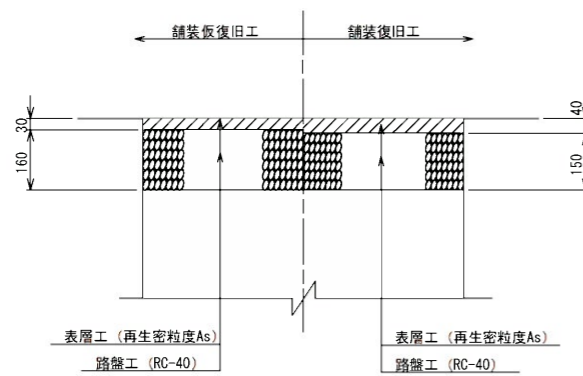 舗装仮復旧工
舗装復旧工
30
40
160
150
表層工 (再生密粒度As)
表層工 (再生密粒度As)
路盤工 (RC-40)
路盤工 (RC-40)